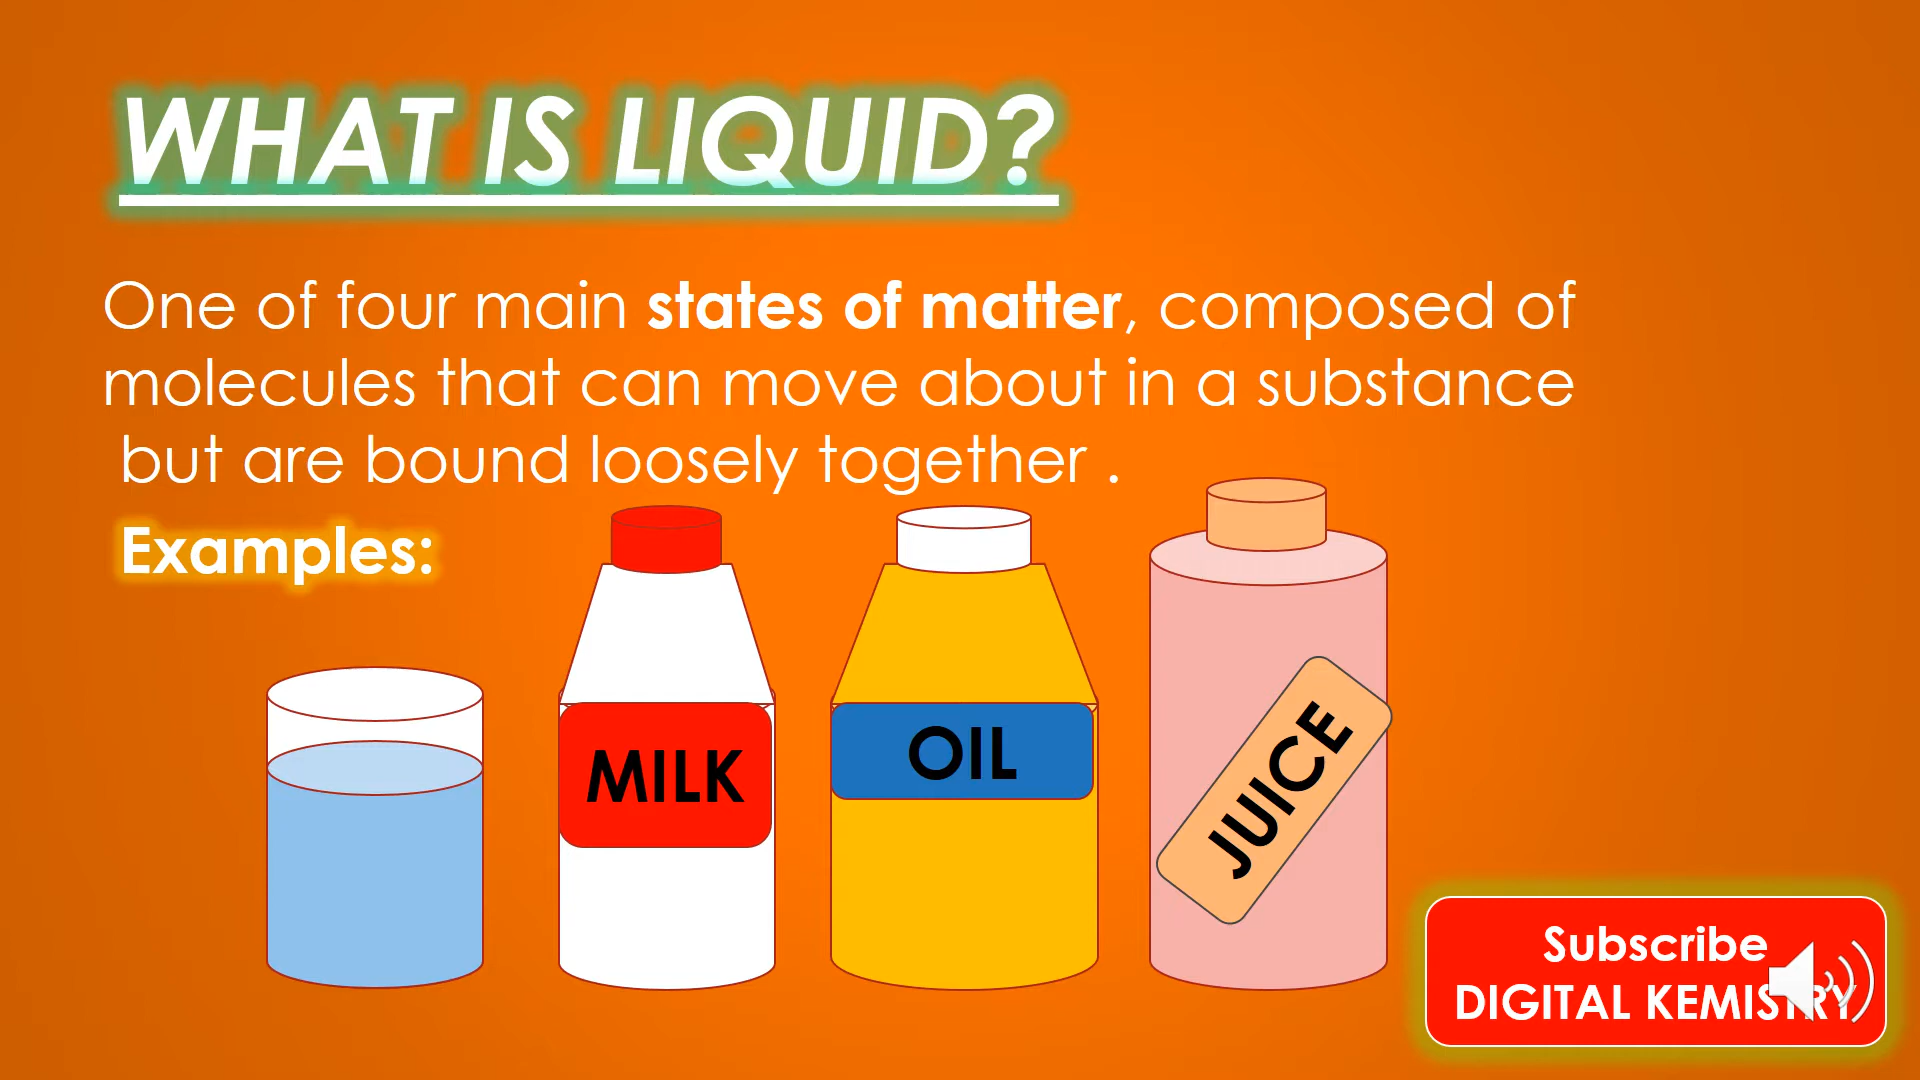 WHAT IS LIQUID?
One of four main states of matter, composed of
molecules that can move about in a substance
but are bound loosely together .
Examples:
MILK
OIL
JUICE
Subscribe
DIGITAL KEMISTRY